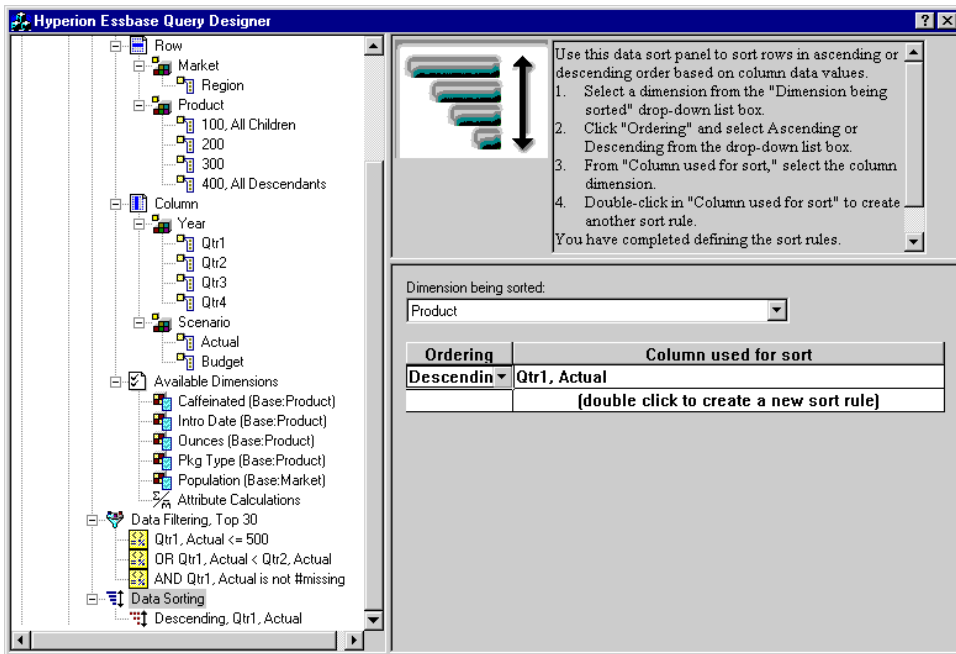 Hyperion Essbase Query Designer
Row
Market
Region
Product
100, All Children
200
300
400, All Descendants
Column
Year
Qtr1
Qtr2
Qtr3
Qtr4
Scenario
Actual
Budget
Available Dimensions
Caffeinated (Base:Product)
Intro Date (Base:Product)
Ounces (Base:Product)
Pkg Type (Base:Product)
Population (Base:Market)
Attribute Calculations
Data Filtering, Top 30
Qtr1, Actual <= 500
OR Qtr1, Actual < Qtr2, Actual
AND Qtr1, Actual is not #missing
Data Sorting
Descending, Qtr1, Actual
Use this data sort panel to sort rows in ascending or
descending order based on column data values.
1. Select a dimension from the "Dimension being
sorted" drop-down list box.
2. Click "Ordering" and select Ascending or
Descending from the drop-down list box.
3. From "Column used for sort," select the column
dimension.
4. Double-click in "Column used for sort" to create
another sort rule.
You have completed defining the sort rules.
Dimension being sorted:
Product
Ordering Column used for sort
Descendin Qtr1, Actual
(double click to create a new sort rule)